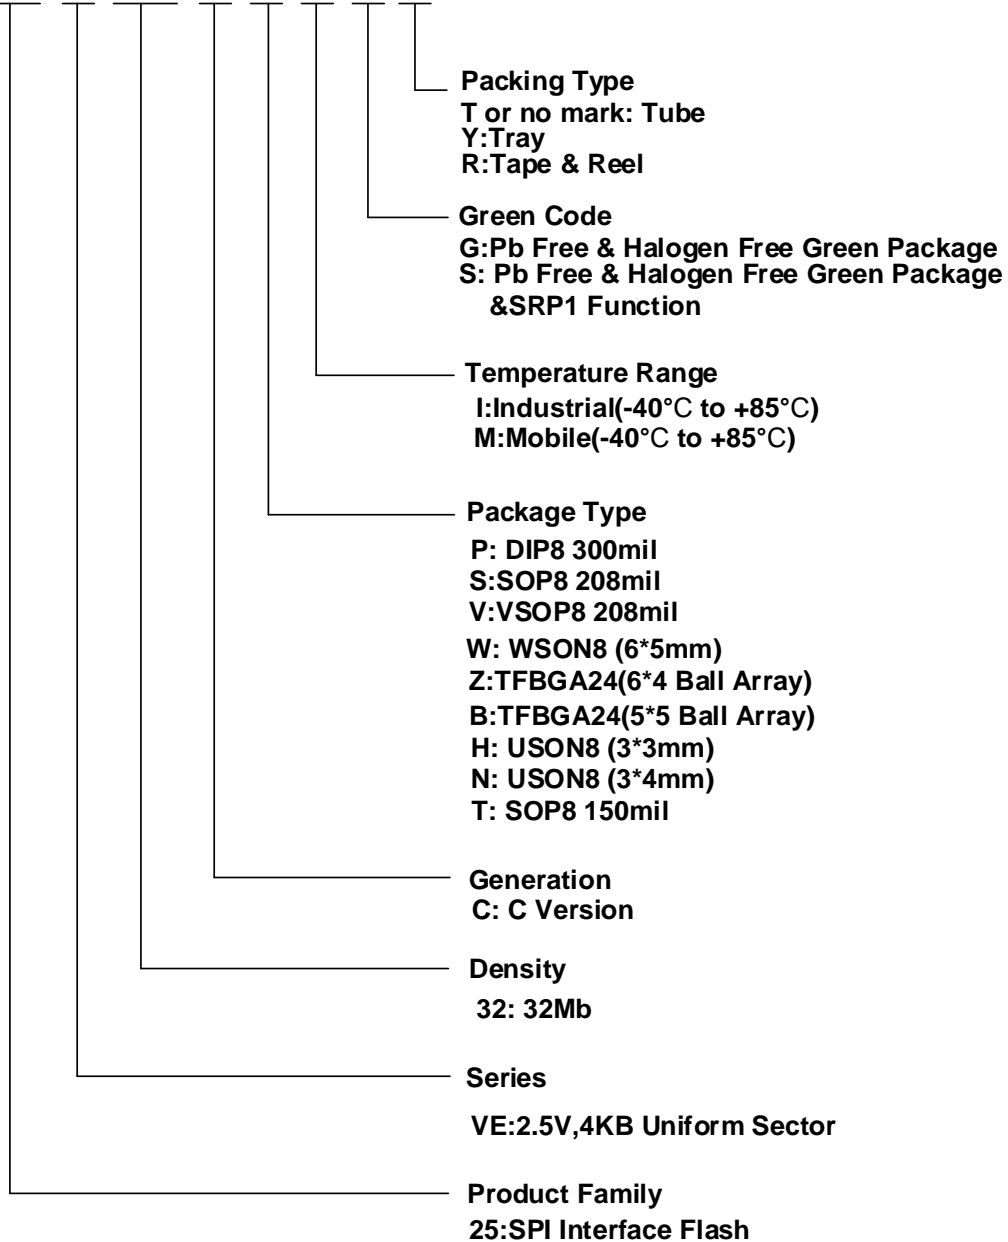 Packing Type
T or no mark: Tube
Y:Tray
R:Tape & Reel
Green Code
G:Pb Free & Halogen Free Green Package
S: Pb Free & Halogen Free Green Package
&SRP1 Function
Temperature Range
I:Industrial(-40°C to +85°C)
M:Mobile(-40°C to +85°C)
Package Type
P: DIP8 300mil
S:SOP8 208mil
V:VSOP8 208mil
W: WSON8 (6*5mm)
Z:TFBGA24(6*4 Ball Array)
B:TFBGA24(5*5 Ball Array)
H: USON8 (3*3mm)
N: USON8 (3*4mm)
T: SOP8 150mil
Generation
C: C Version
Density
32: 32Mb
Series
VE:2.5V,4KB Uniform Sector
Product Family
25:SPI Interface Flash